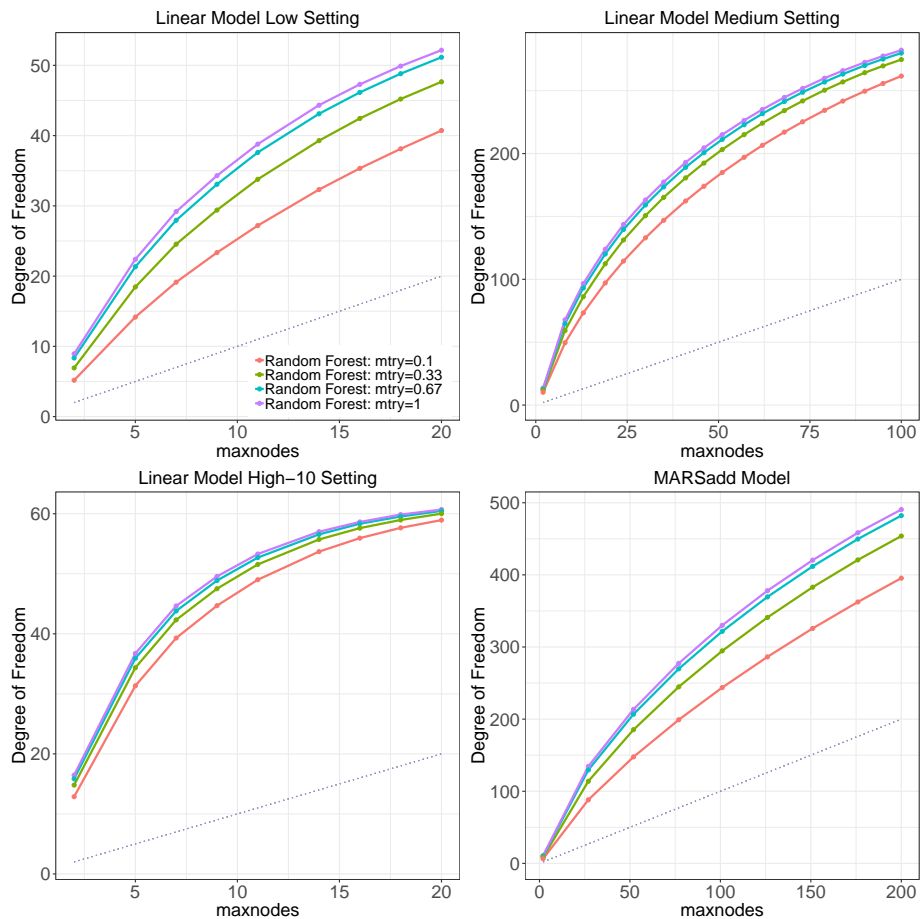 Linear Model Low Setting
Degree of Freedom
50
40
30
20
10
0
Random Forest: mtry=0.1
Random Forest: mtry=0.33
Random Forest: mtry=0.67
Random Forest: mtry=1
5 10 15 20
maxnodes
Linear Model Medium Setting
Degree of Freedom
200
100
0
0 25 50 75 100
maxnodes
Linear Model High−10 Setting
Degree of Freedom
60
40
20
0
5 10 15 20
maxnodes
MARSadd Model
Degree of Freedom
500
400
300
200
100
0
0 50 100 150 200
maxnodes